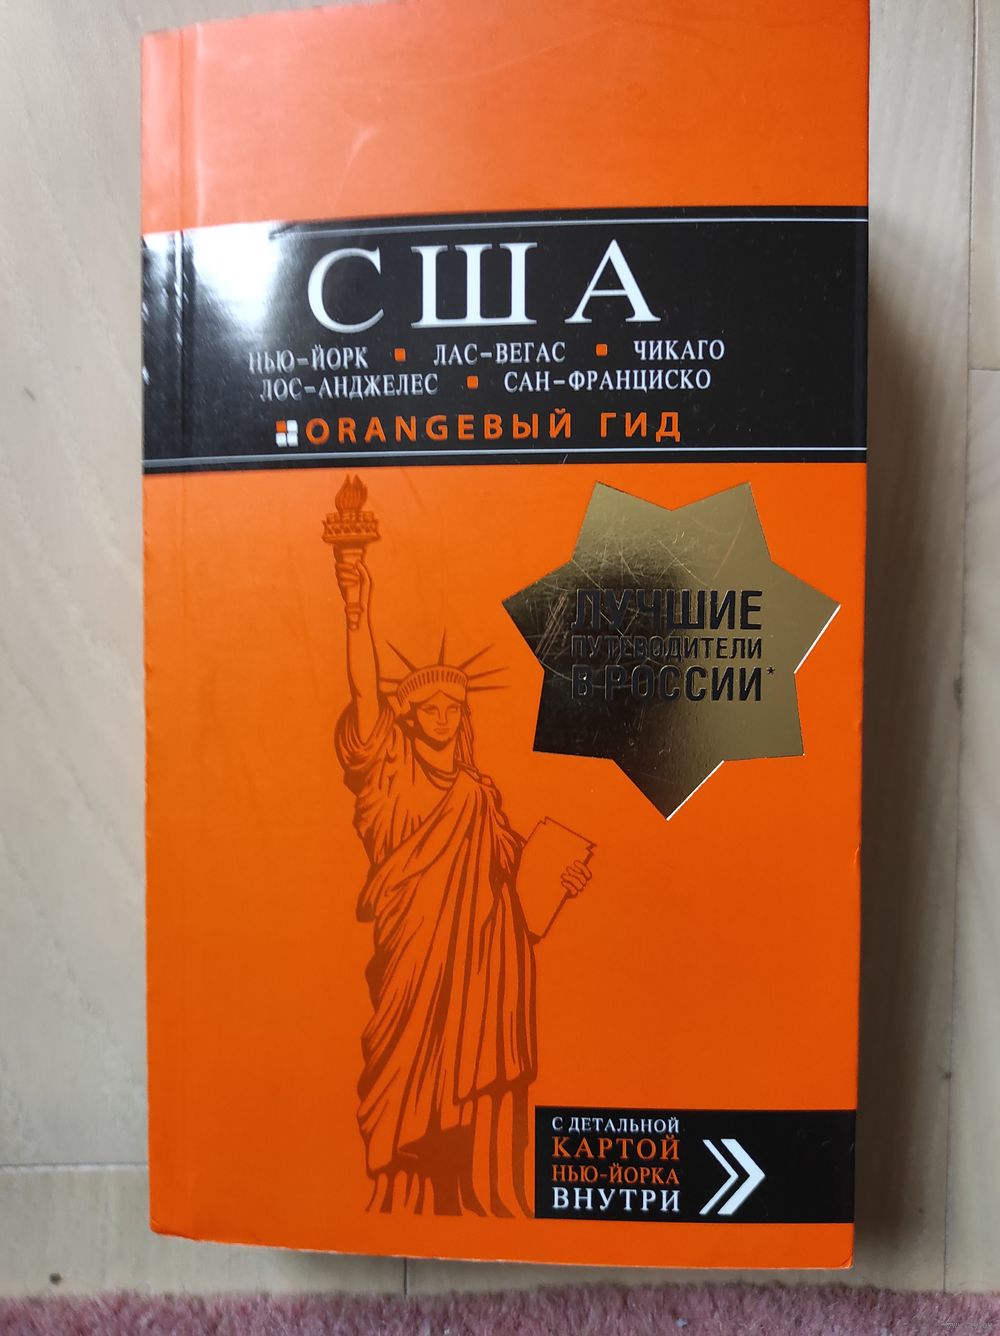 США
НЬЮ-ЙОРК ▪ ЛАС-ВЕГАС ▪ ЧИКАГО
ЛОС-АНДЖЕЛЕС ▪ САН-ФРАНЦИСКО
ORANGEВЫЙ ГИД
ЛУЧШИЕ
ПУТЕВОДИТЕЛИ
В РОССИИ*
С ДЕТАЛЬНОЙ
КАРТОЙ
НЬЮ-ЙОРКА
ВНУТРИ